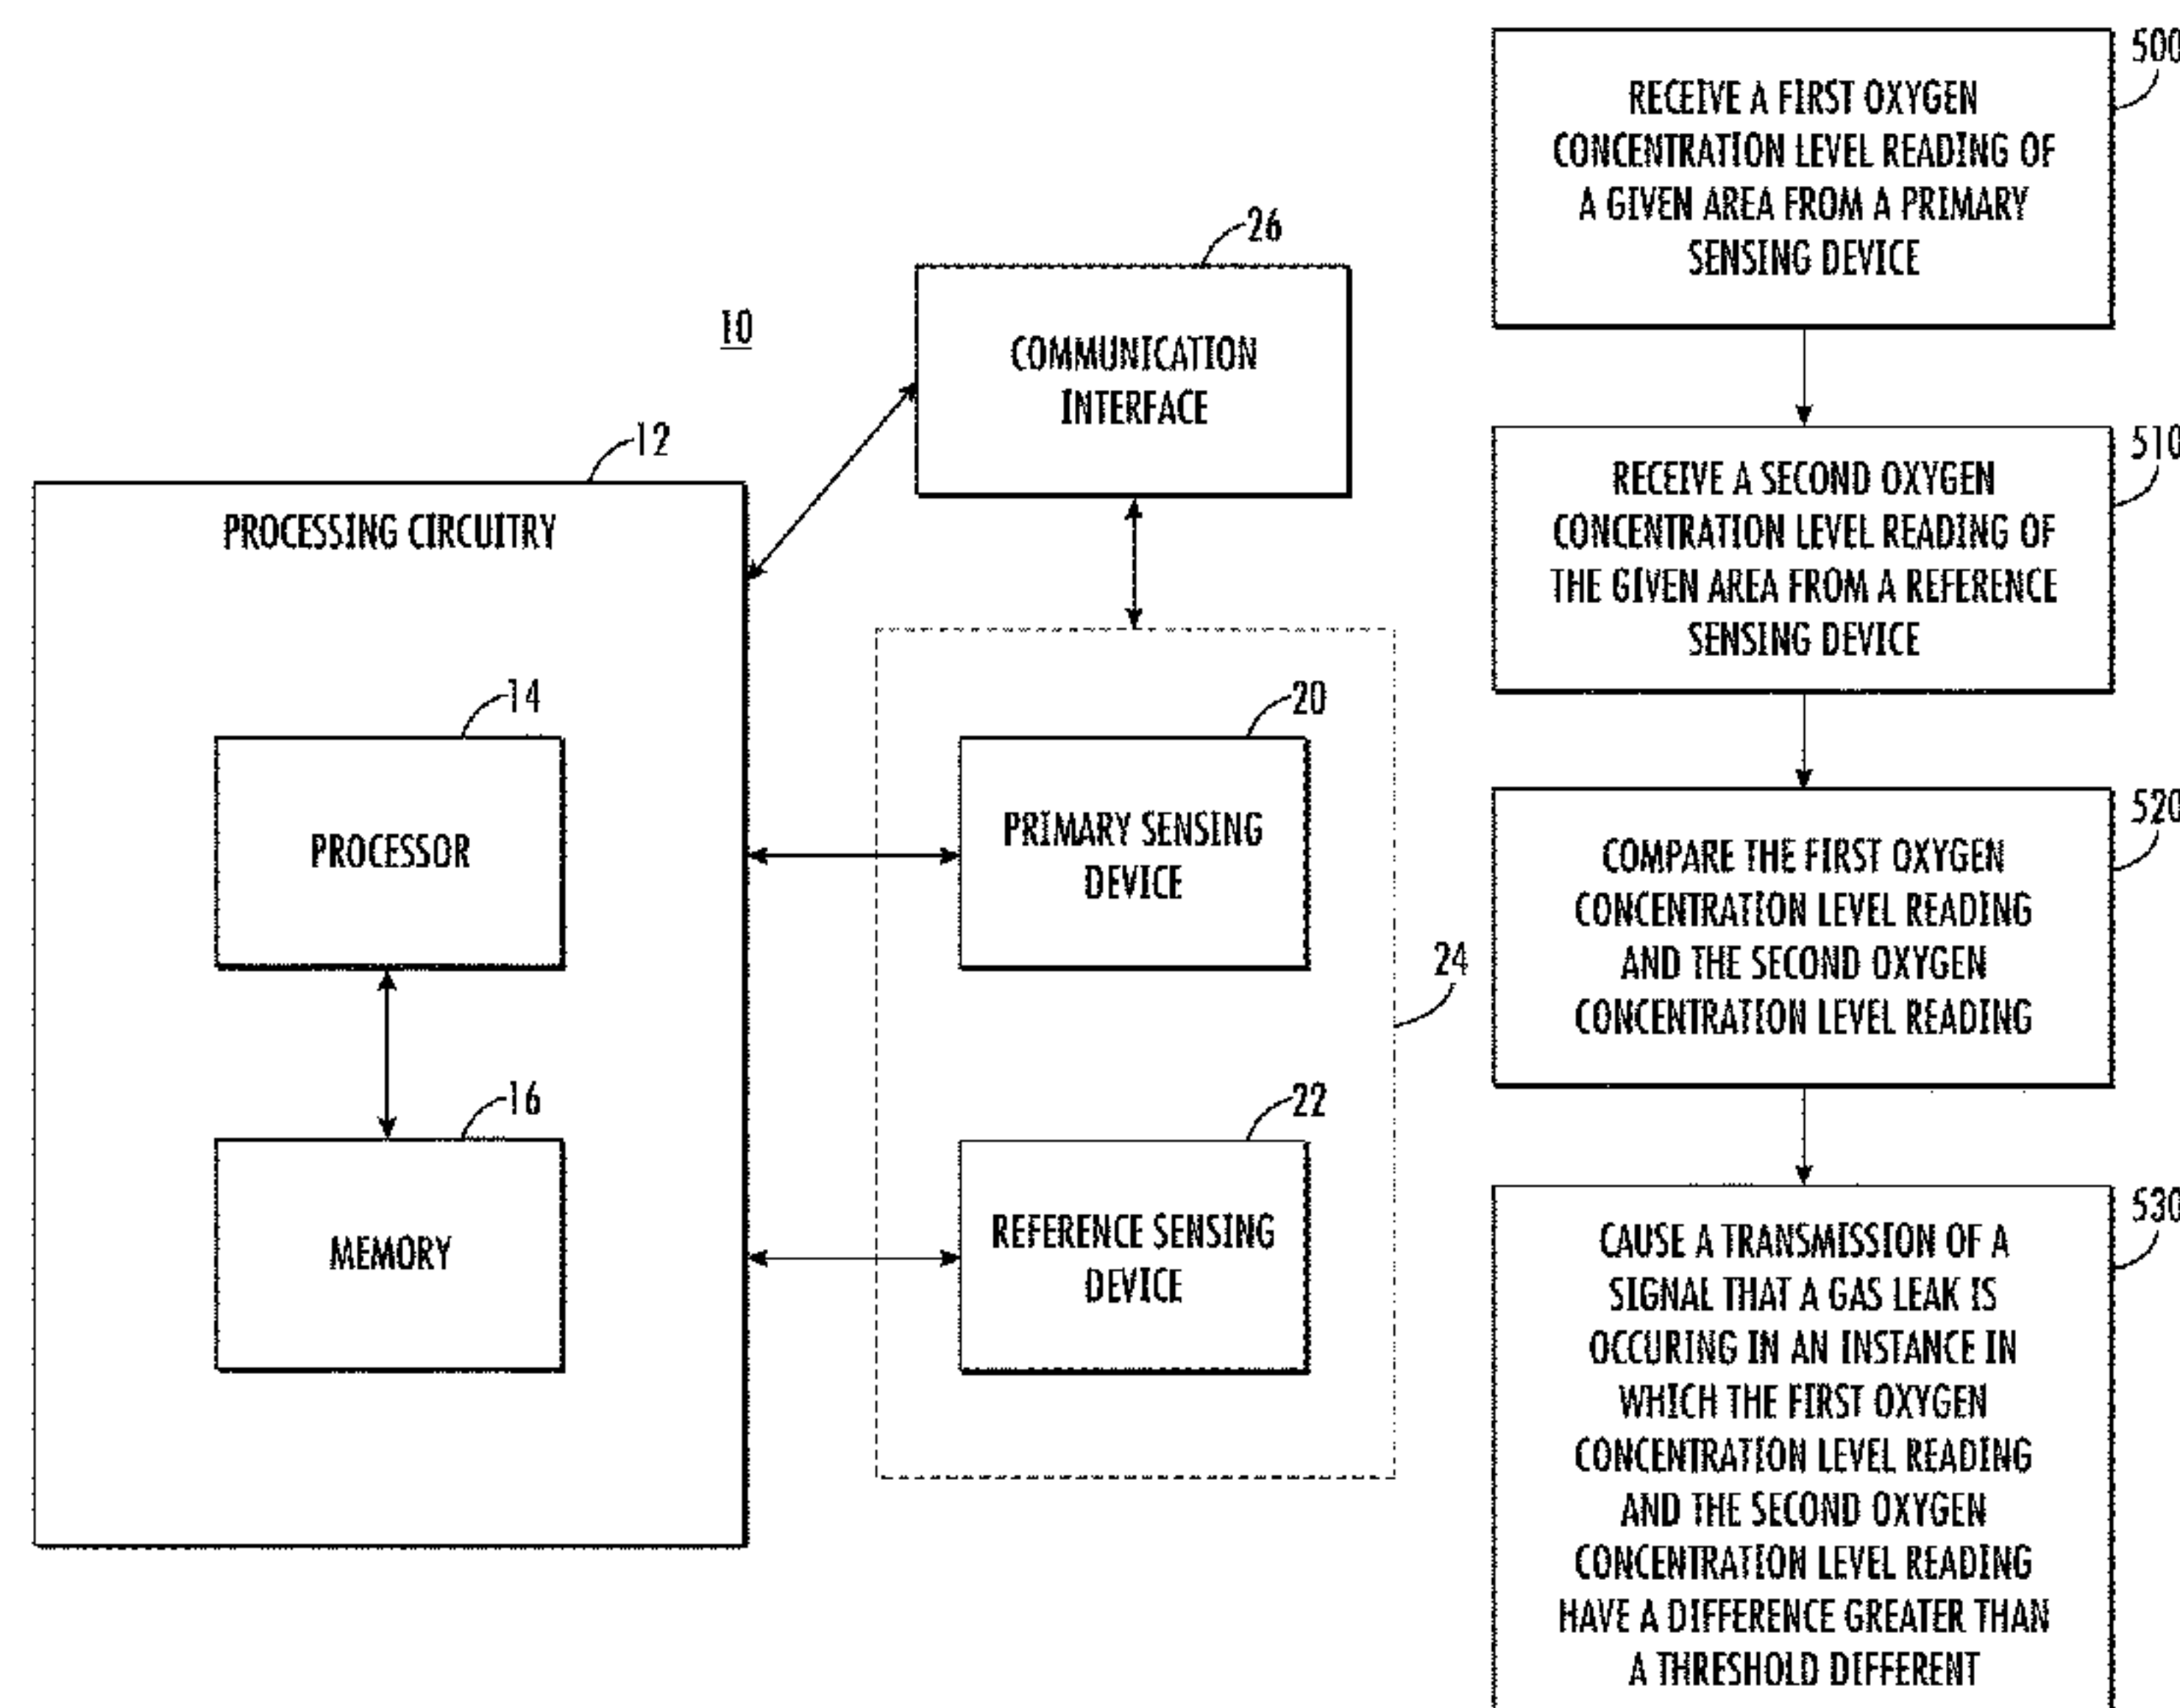 10
26
COMMUNICATION
INTERFACE
12
PROCESSING CIRCUITRY
14
PROCESSOR
16
MEMORY
20
PRIMARY SENSING
DEVICE
24
22
REFERENCE SENSING
DEVICE
500
RECEIVE A FIRST OXYGEN
CONCENTRATION LEVEL READING OF
A GIVEN AREA FROM A PRIMARY
SENSING DEVICE
510
RECEIVE A SECOND OXYGEN
CONCENTRATION LEVEL READING OF
THE GIVEN AREA FROM A REFERENCE
SENSING DEVICE
520
COMPARE THE FIRST OXYGEN
CONCENTRATION LEVEL READING
AND THE SECOND OXYGEN
CONCENTRATION LEVEL READING
530
CAUSE A TRANSMISSION OF A
SIGNAL THAT A GAS LEAK IS
OCCURING IN AN INSTANCE IN
WHICH THE FIRST OXYGEN
CONCENTRATION LEVEL READING
AND THE SECOND OXYGEN
CONCENTRATION LEVEL READING
HAVE A DIFFERENCE GREATER THAN
A THRESHOLD DIFFERENT